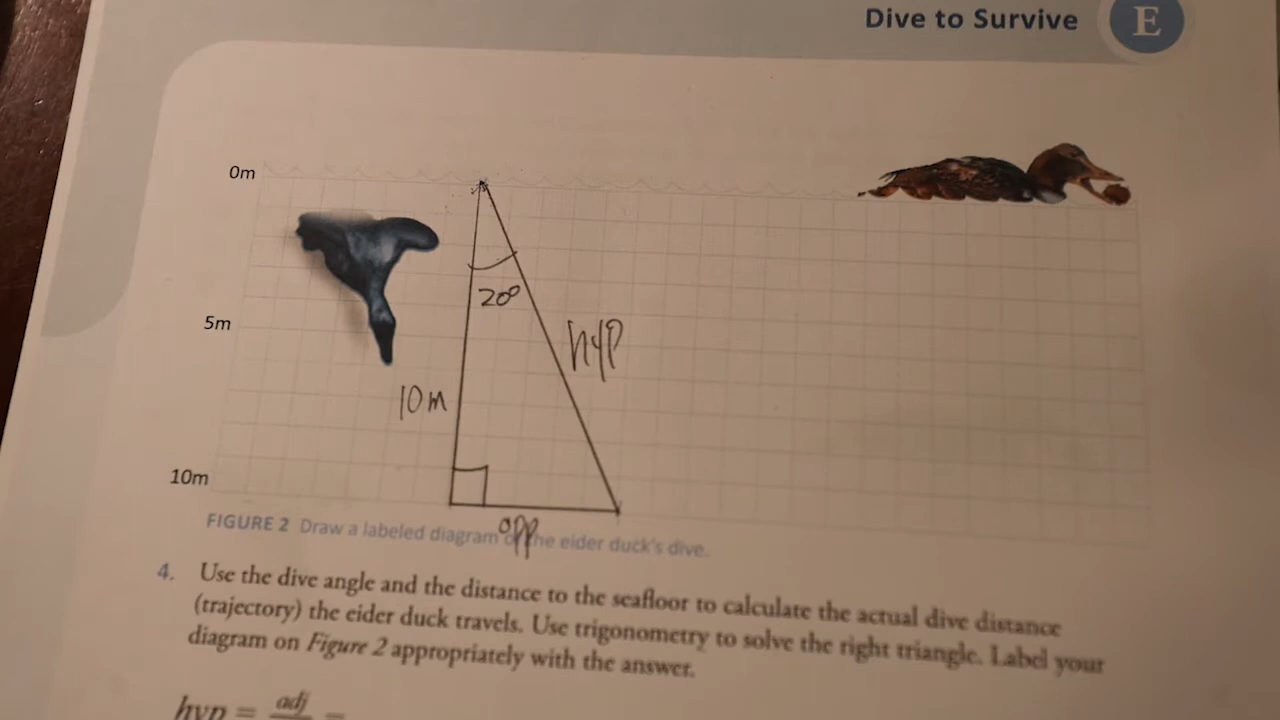 Dive to Survive E
0m
20°
5m
hyp
10m
10m
opp
FIGURE 2 Draw a labeled diagram the eider duck's dive.
4. Use the dive angle and the distance to the seafloor to calculate the actual dive distance
(trajectory) the eider duck travels. Use trigonometry to solve the right triangle. Label your
diagram on Figure 2 appropriately with the answer.
hyp = adj =